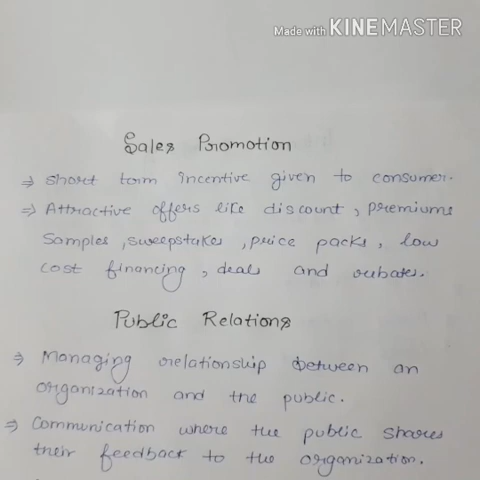 Made with KINEMASTER
Sales Promotion
⇒ Short term incentive given to consumer.
⇒ Attractive offers like discount, premiums
Samples, sweepstakes, price packs, low
cost financing, deals and rebates.
Public Relations
⇒ Managing relationship between an
organization and the public.
⇒ Communication where the public shares
their feedback to the organization.